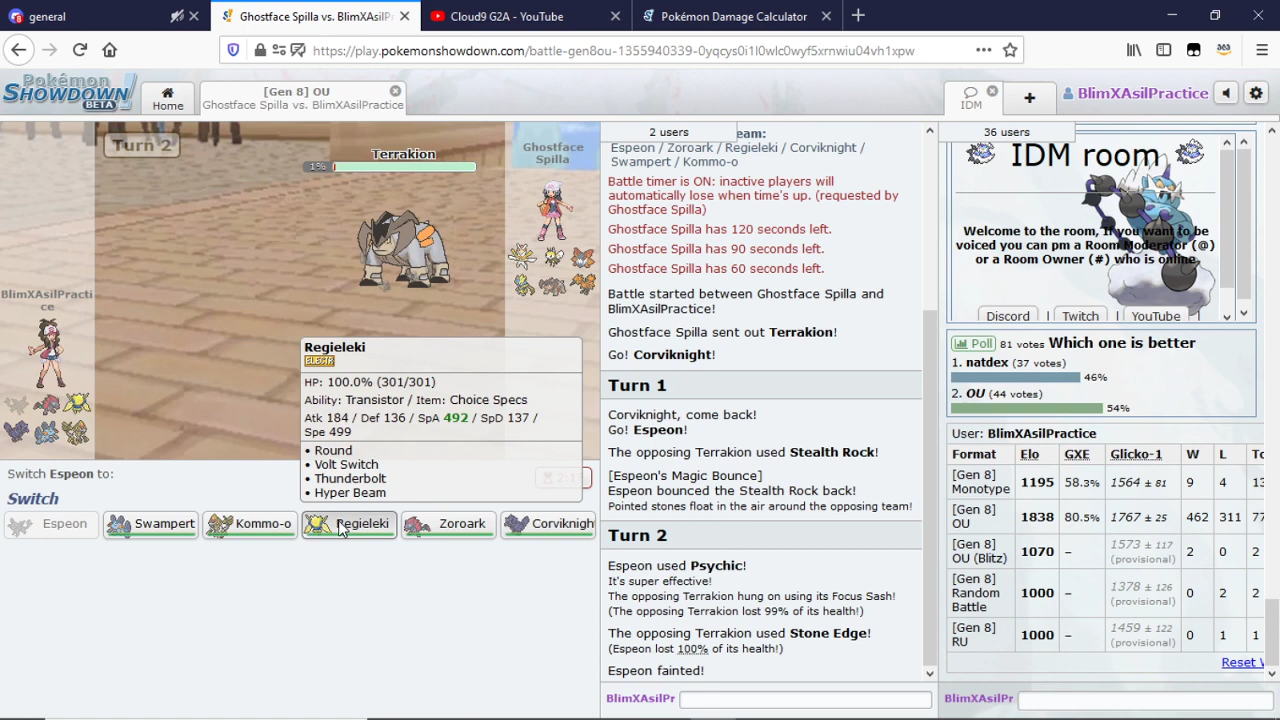 general
Ghostface Spilla vs. BlimXAsilPr
Cloud9 G2A - YouTube
Pokémon Damage Calculator
https://play.pokemonshowdown.com/battle-gen8ou-1355940339-0yqcys0i1l0wlc0wyf5xrnwiu04vh1xpw
Pokémon
SHOWDOWN!
BETA
Home
[Gen 8] OU
Ghostface Spilla vs. BlimXAsilPractice
IDM
BlimXAsilPractice
Turn 2
Terrakion
1%
Ghostface
Spilla
BlimXAsilPracti
ce
Regieleki
ELECTR
HP: 100.0% (301/301)
Ability: Transistor / Item: Choice Specs
Atk 184 / Def 136 / SpA 492 / SpD 137 /
Spe 499
• Round
• Volt Switch
• Thunderbolt
• Hyper Beam
Switch Espeon to:
Switch
Espeon
Swampert
Kommo-o
Regieleki
Zoroark
Corviknigh
2 users
eam:
Espeon / Zoroark / Regieleki / Corviknight /
Swampert / Kommo-o
Battle timer is ON: inactive players will
automatically lose when time's up. (requested by
Ghostface Spilla)
Ghostface Spilla has 120 seconds left.
Ghostface Spilla has 90 seconds left.
Ghostface Spilla has 60 seconds left.
Battle started between Ghostface Spilla and
BlimXAsilPractice!
Ghostface Spilla sent out Terrakion!
Go! Corviknight!
Turn 1
Corviknight, come back!
Go! Espeon!
The opposing Terrakion used Stealth Rock!
[Espeon's Magic Bounce]
Espeon bounced the Stealth Rock back!
Pointed stones float in the air around the opposing team!
Turn 2
Espeon used Psychic!
It's super effective!
The opposing Terrakion hung on using its Focus Sash!
(The opposing Terrakion lost 99% of its health!)
The opposing Terrakion used Stone Edge!
(Espeon lost 100% of its health!)
Espeon fainted!
BlimXAsilPr
36 users
IDM room
Welcome to the room, If you want to be
voiced you can pm a Room Moderator (@)
or a Room Owner (#) who is online
Discord | Twitch | YouTube |
Poll 81 votes Which one is better
1. natdex (37 votes)
46%
2. OU (44 votes)
54%
User: BlimXAsilPractice
Format Elo GXE Glicko-1 W L To
[Gen 8] Monotype 1195 58.3% 1564 ± 81 9 4 13
[Gen 8] OU 1838 80.5% 1767 ± 25 462 311 77
[Gen 8] OU (Blitz) 1070 – 1573 ± 117 (provisional) 2 0 2
[Gen 8] Random Battle 1000 – 1378 ± 126 (provisional) 0 2 2
[Gen 8] RU 1000 – 1459 ± 122 (provisional) 0 1 1
Reset W
BlimXAsilPr